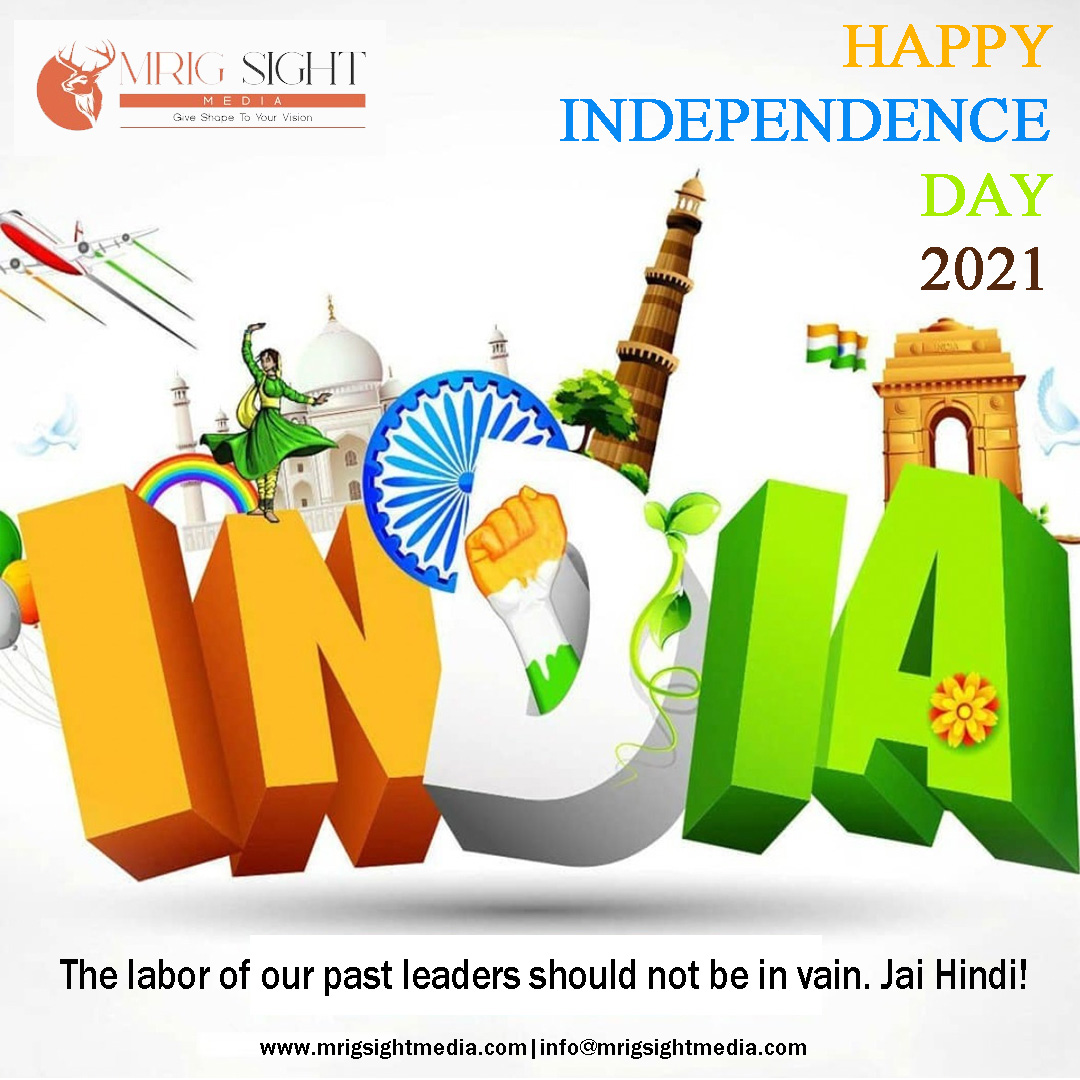 MRIG SIGHT
MEDIA
Give Shape To Your Vision
HAPPY
INDEPENDENCE
DAY
2021
INDIA
The labor of our past leaders should not be in vain. Jai Hindi!
www.mrigsightmedia.com|info@mrigsightmedia.com